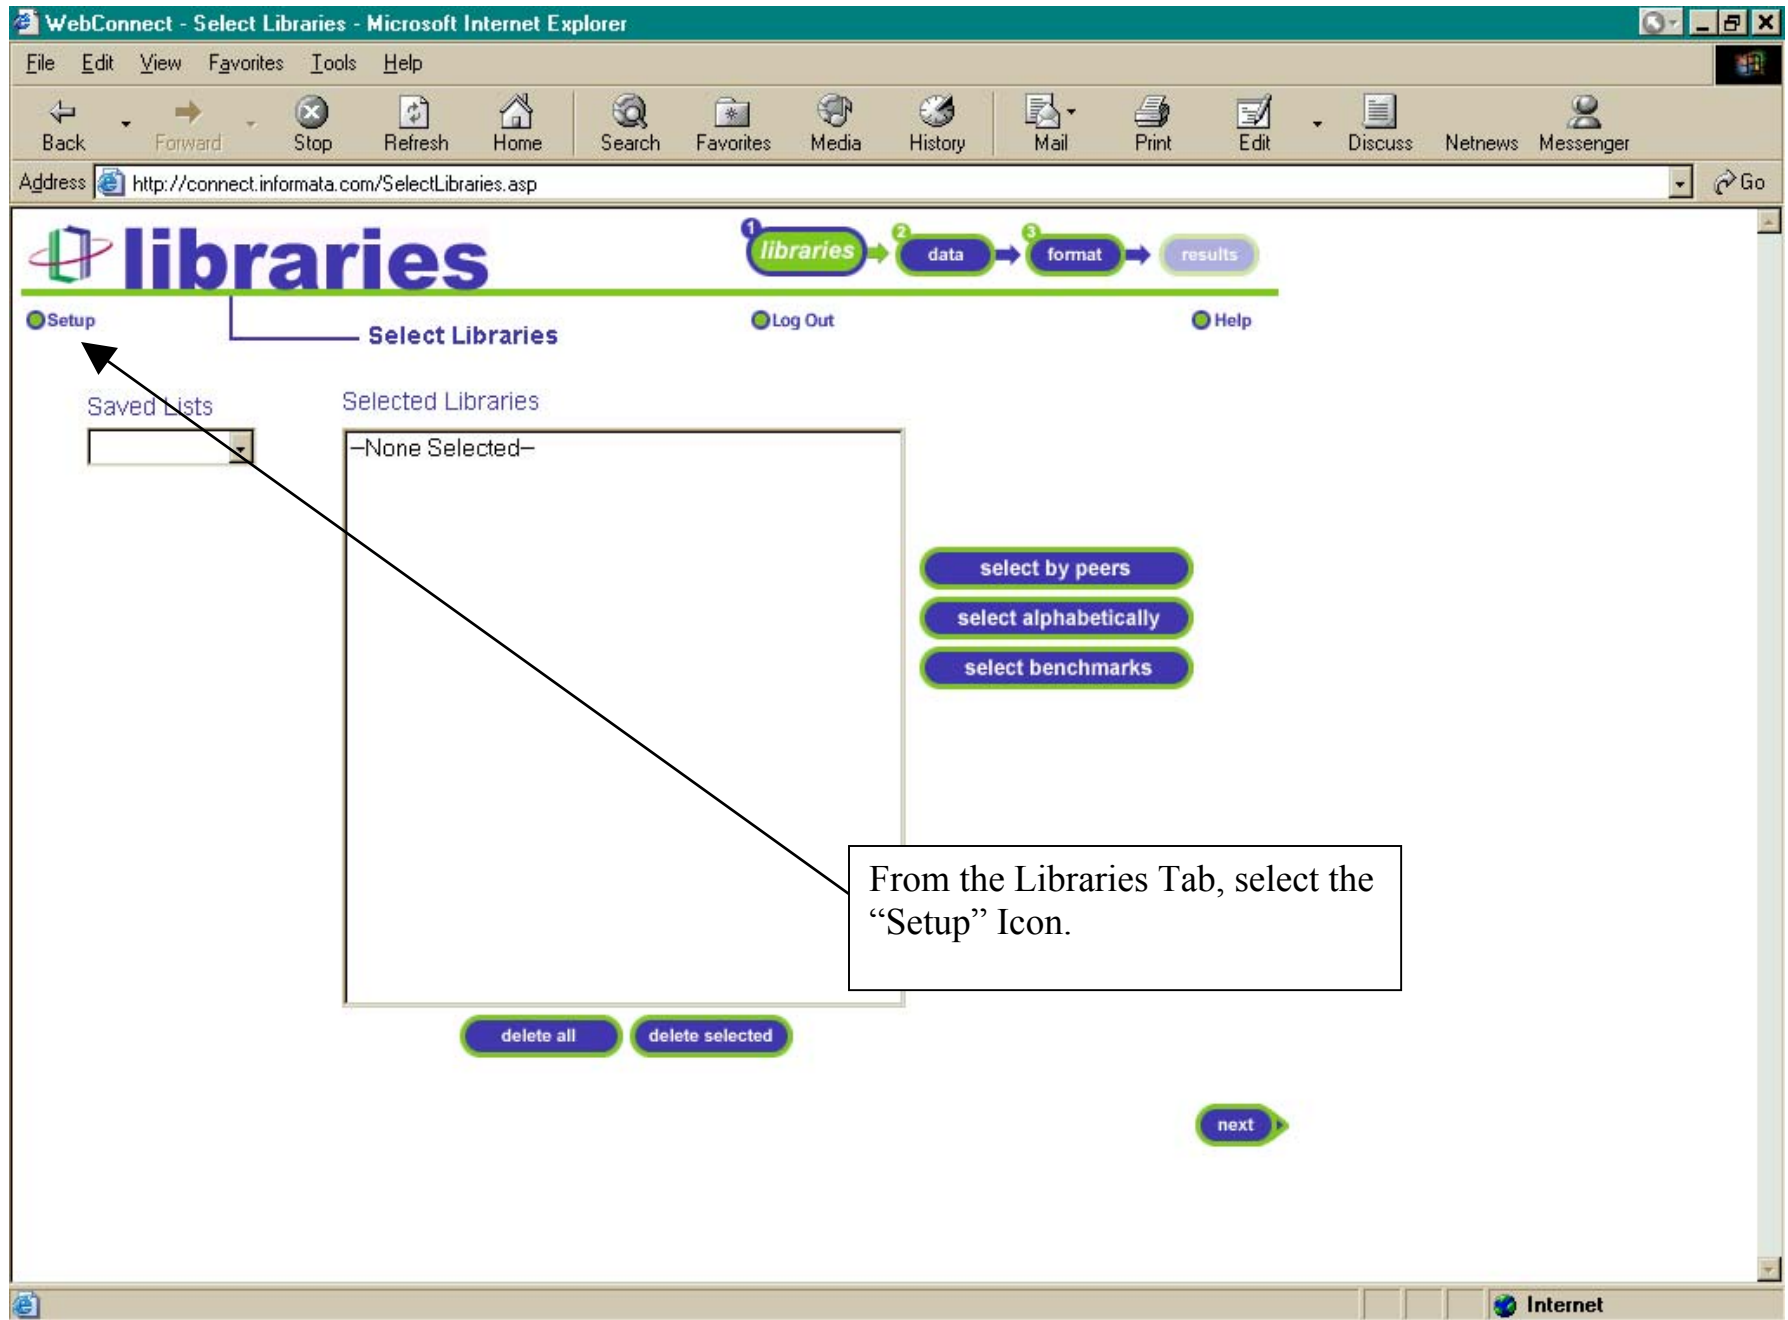 WebConnect - Select Libraries - Microsoft Internet Explorer
File Edit View Favorites Tools Help
Back Forward Stop Refresh Home Search Favorites Media History Mail Print Edit Discuss Netnews Messenger
Address http://connect.informata.com/SelectLibraries.asp Go
libraries
1 libraries 2 data 3 format results
Setup
Select Libraries
Log Out
Help
Saved Lists
Selected Libraries
--None Selected--
select by peers
select alphabetically
select benchmarks
From the Libraries Tab, select the
“Setup” Icon.
delete all delete selected
next
Internet